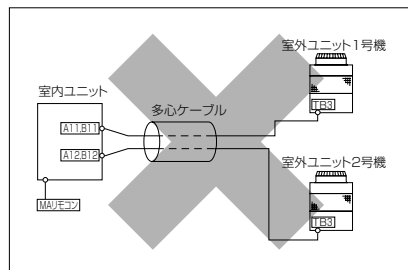 室外ユニット1号機
室内ユニット
多心ケーブル
TB3
A11,B11
A12,B12
室外ユニット2号機
MAリモコン
TB3